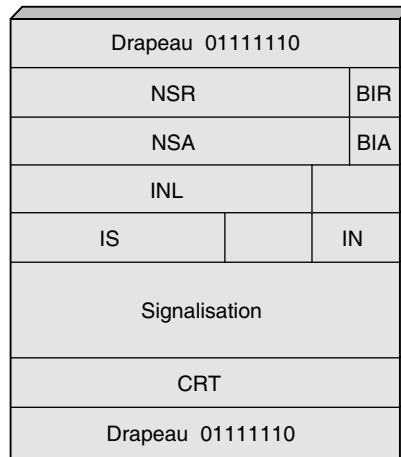 Drapeau 01111110
NSR BIR
NSA BIA
INL
IS IN
Signalisation
CRT
Drapeau 01111110